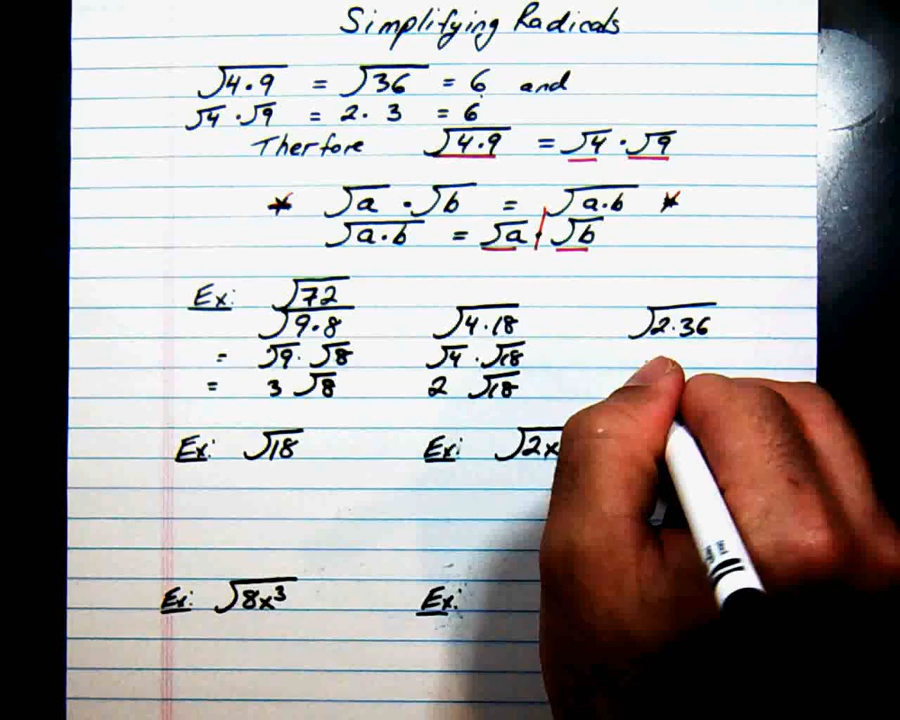 Simplifying Radicals
√4·9 = √36 = 6 and
√4 · √9 = 2 · 3 = 6
Therfore √4·9 = √4 · √9
* √a · √b = √a·b *
√a·b = √a · √b
Ex: √72
√9·8 √4·18 √2·36
= √9 · √8 √4 · √18
= 3 √8 2 √18
Ex: √18 Ex: √2x
Ex: √8x³ Ex: